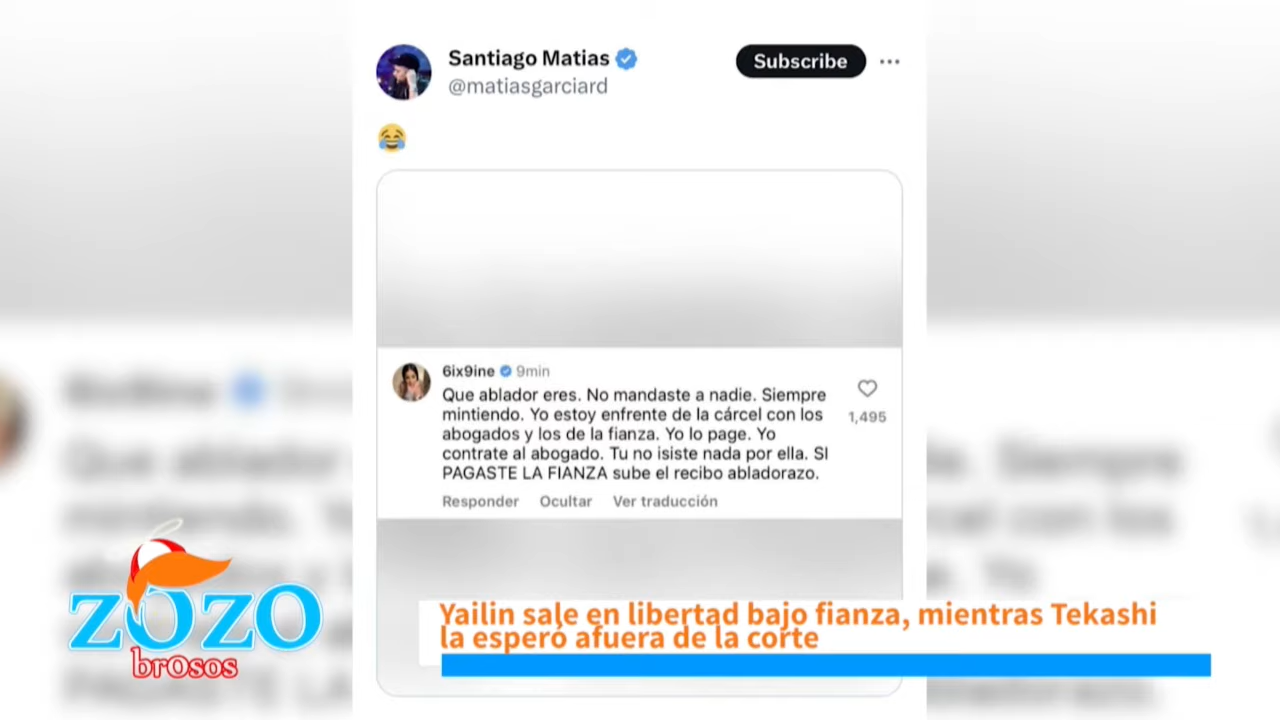 Santiago Matias
Subscribe
@matiasgarciard
6ix9ine 9min
Que ablador eres. No mandaste a nadie. Siempre
mintiendo. Yo estoy enfrente de la cárcel con los
abogados y los de la fianza. Yo lo page. Yo
contrate al abogado. Tu no isiste nada por ella. SI
PAGASTE LA FIANZA sube el recibo abladorazo.
1,495
Responder Ocultar Ver traducción
ZOZO
brOsos
Yailin sale en libertad bajo fianza, mientras Tekashi
la esperó afuera de la corte